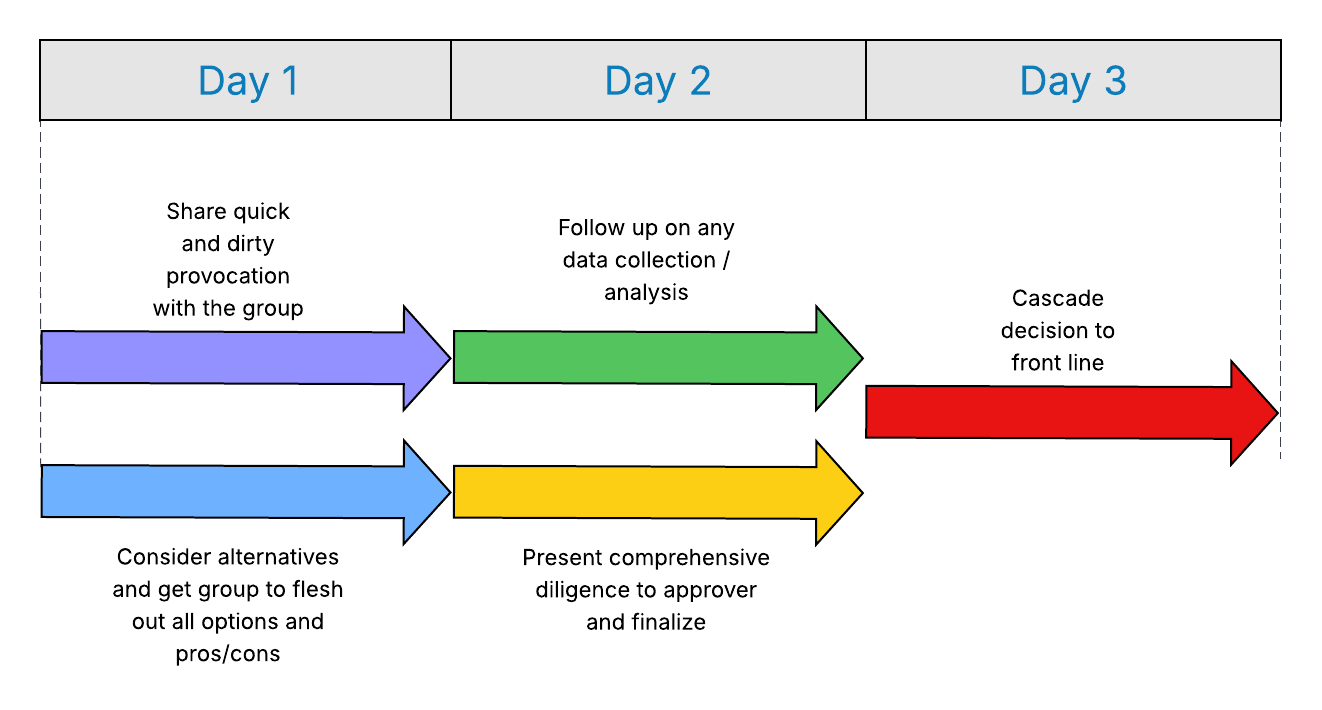 Day 1
Day 2
Day 3
Share quick
and dirty
provocation
with the group
Follow up on any
data collection /
analysis
Cascade
decision to
front line
Consider alternatives
and get group to flesh
out all options and
pros/cons
Present comprehensive
diligence to approver
and finalize